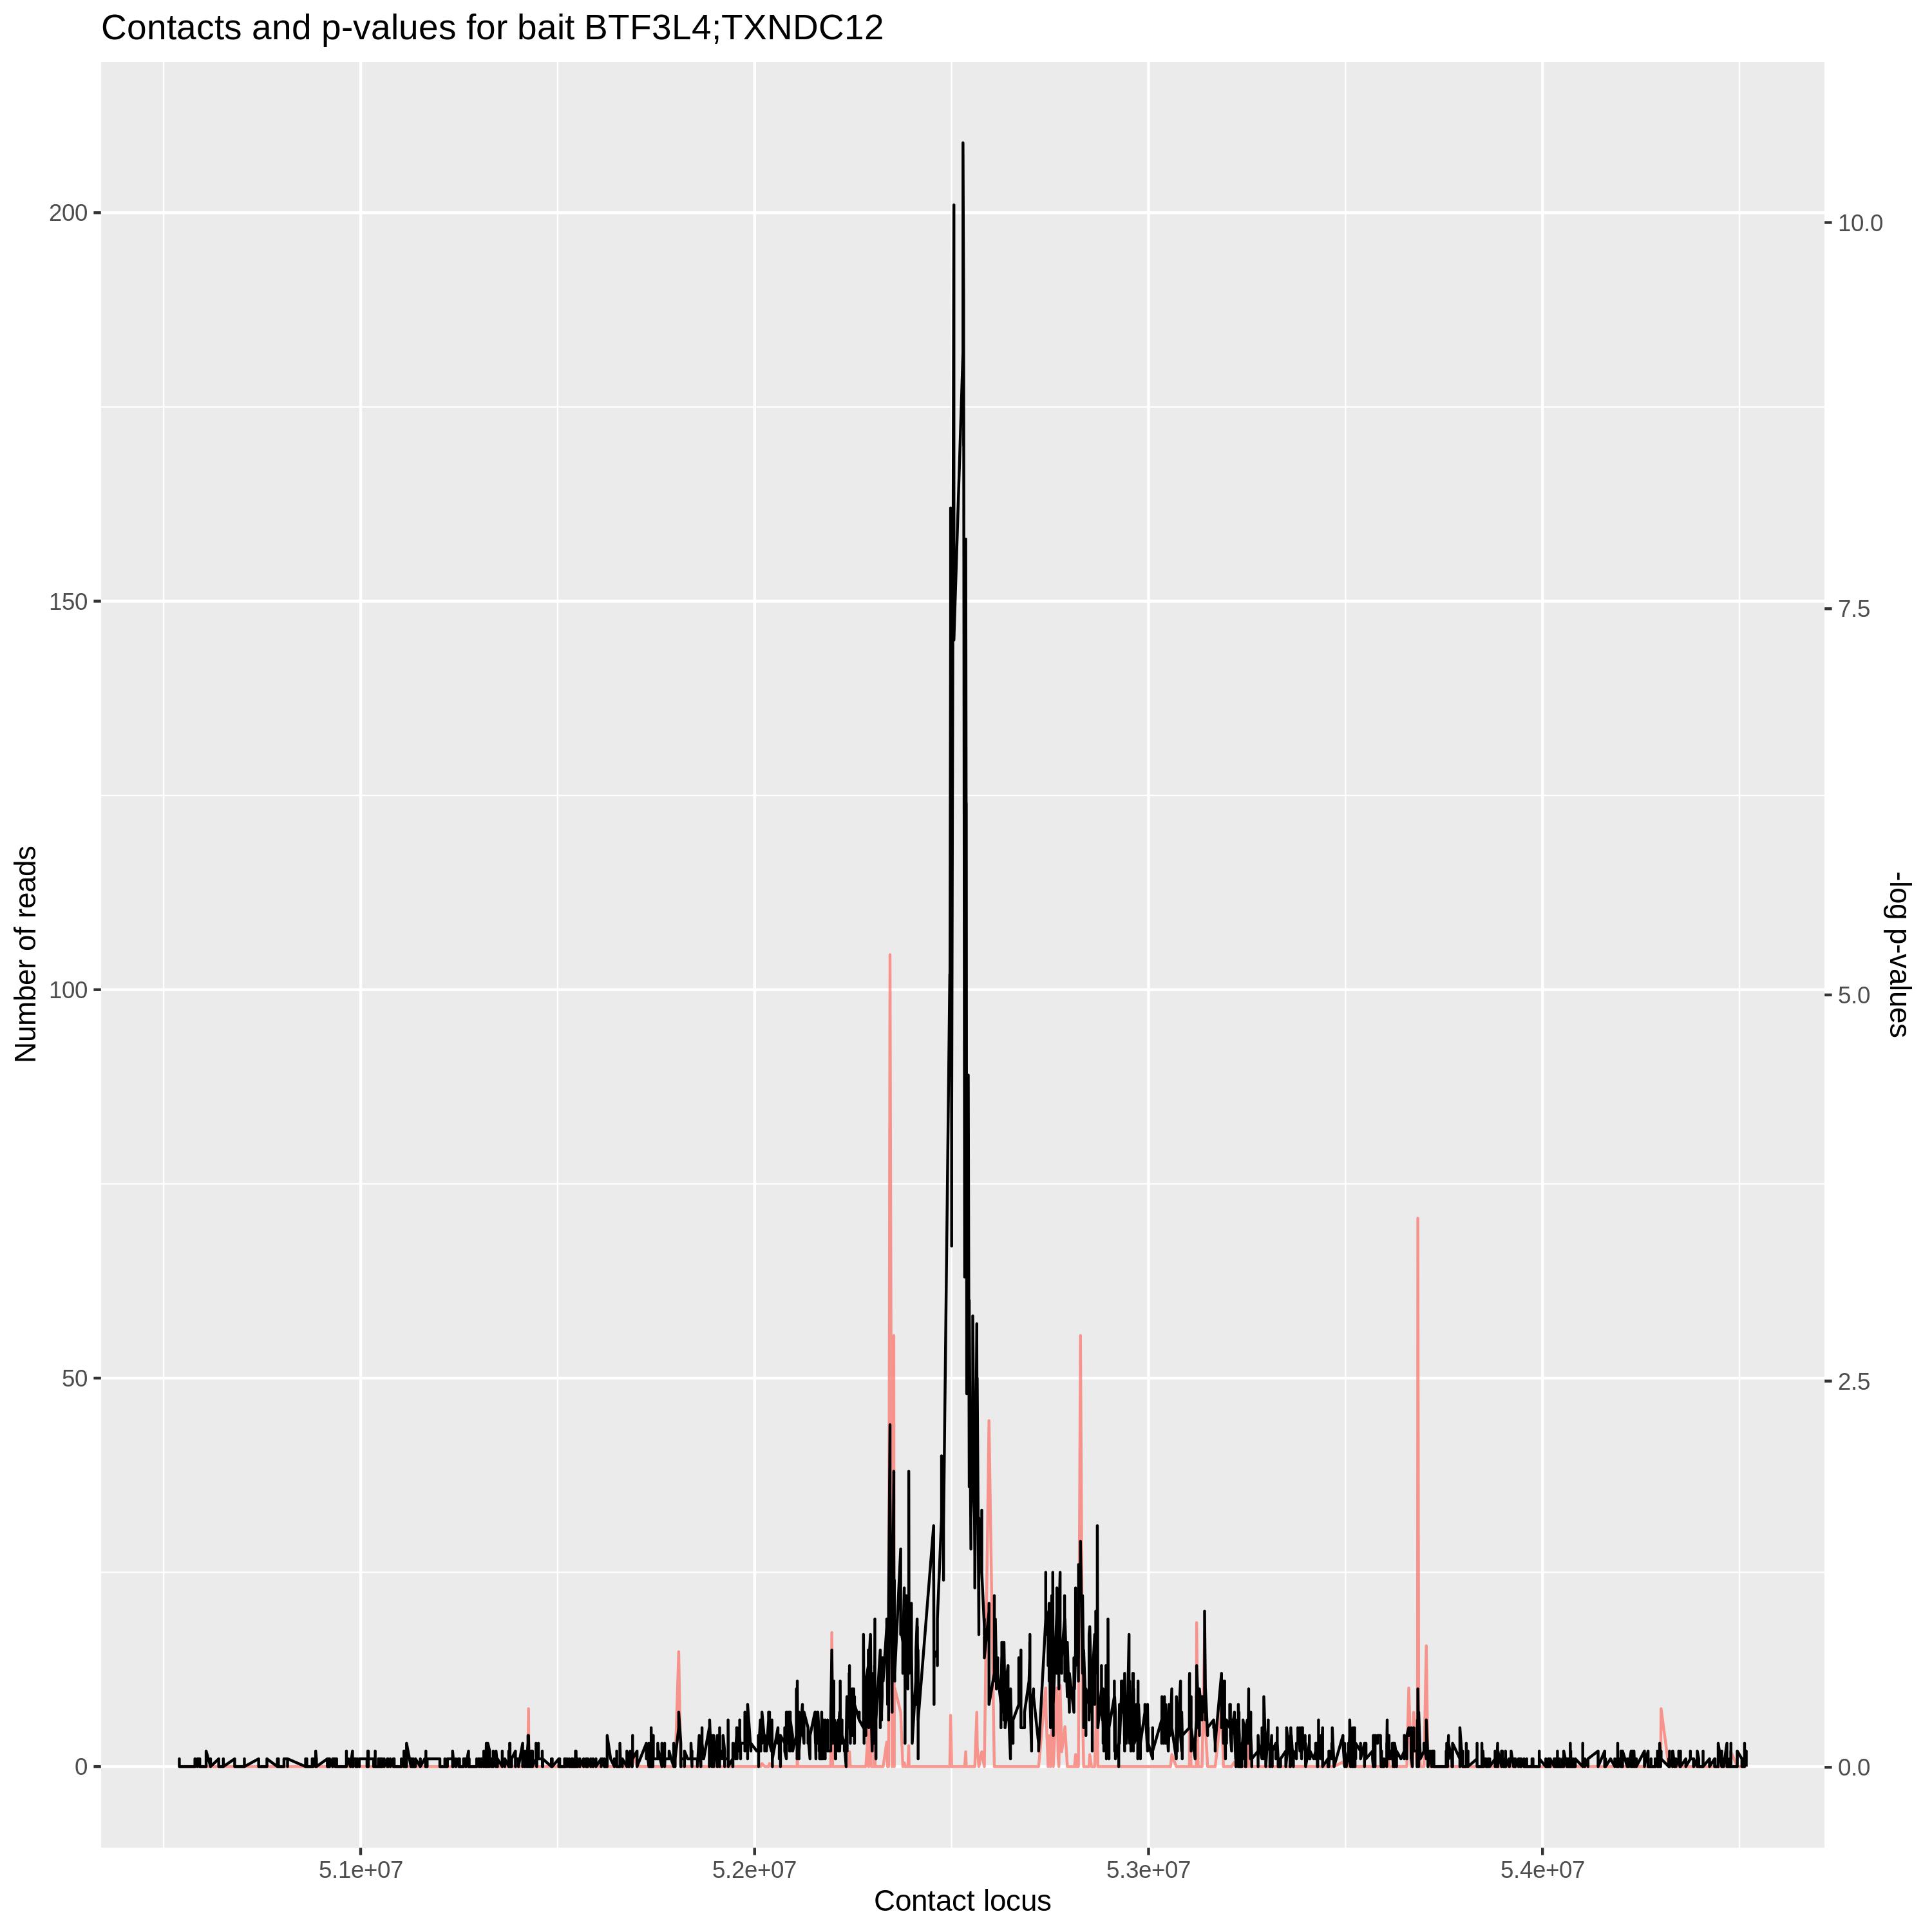 Contacts and p-values for bait BTF3L4;TXNDC12
Number of reads
200
150
100
50
0
10.0
7.5
5.0
2.5
0.0
-log p-values
5.1e+07
5.2e+07
5.3e+07
5.4e+07
Contact locus